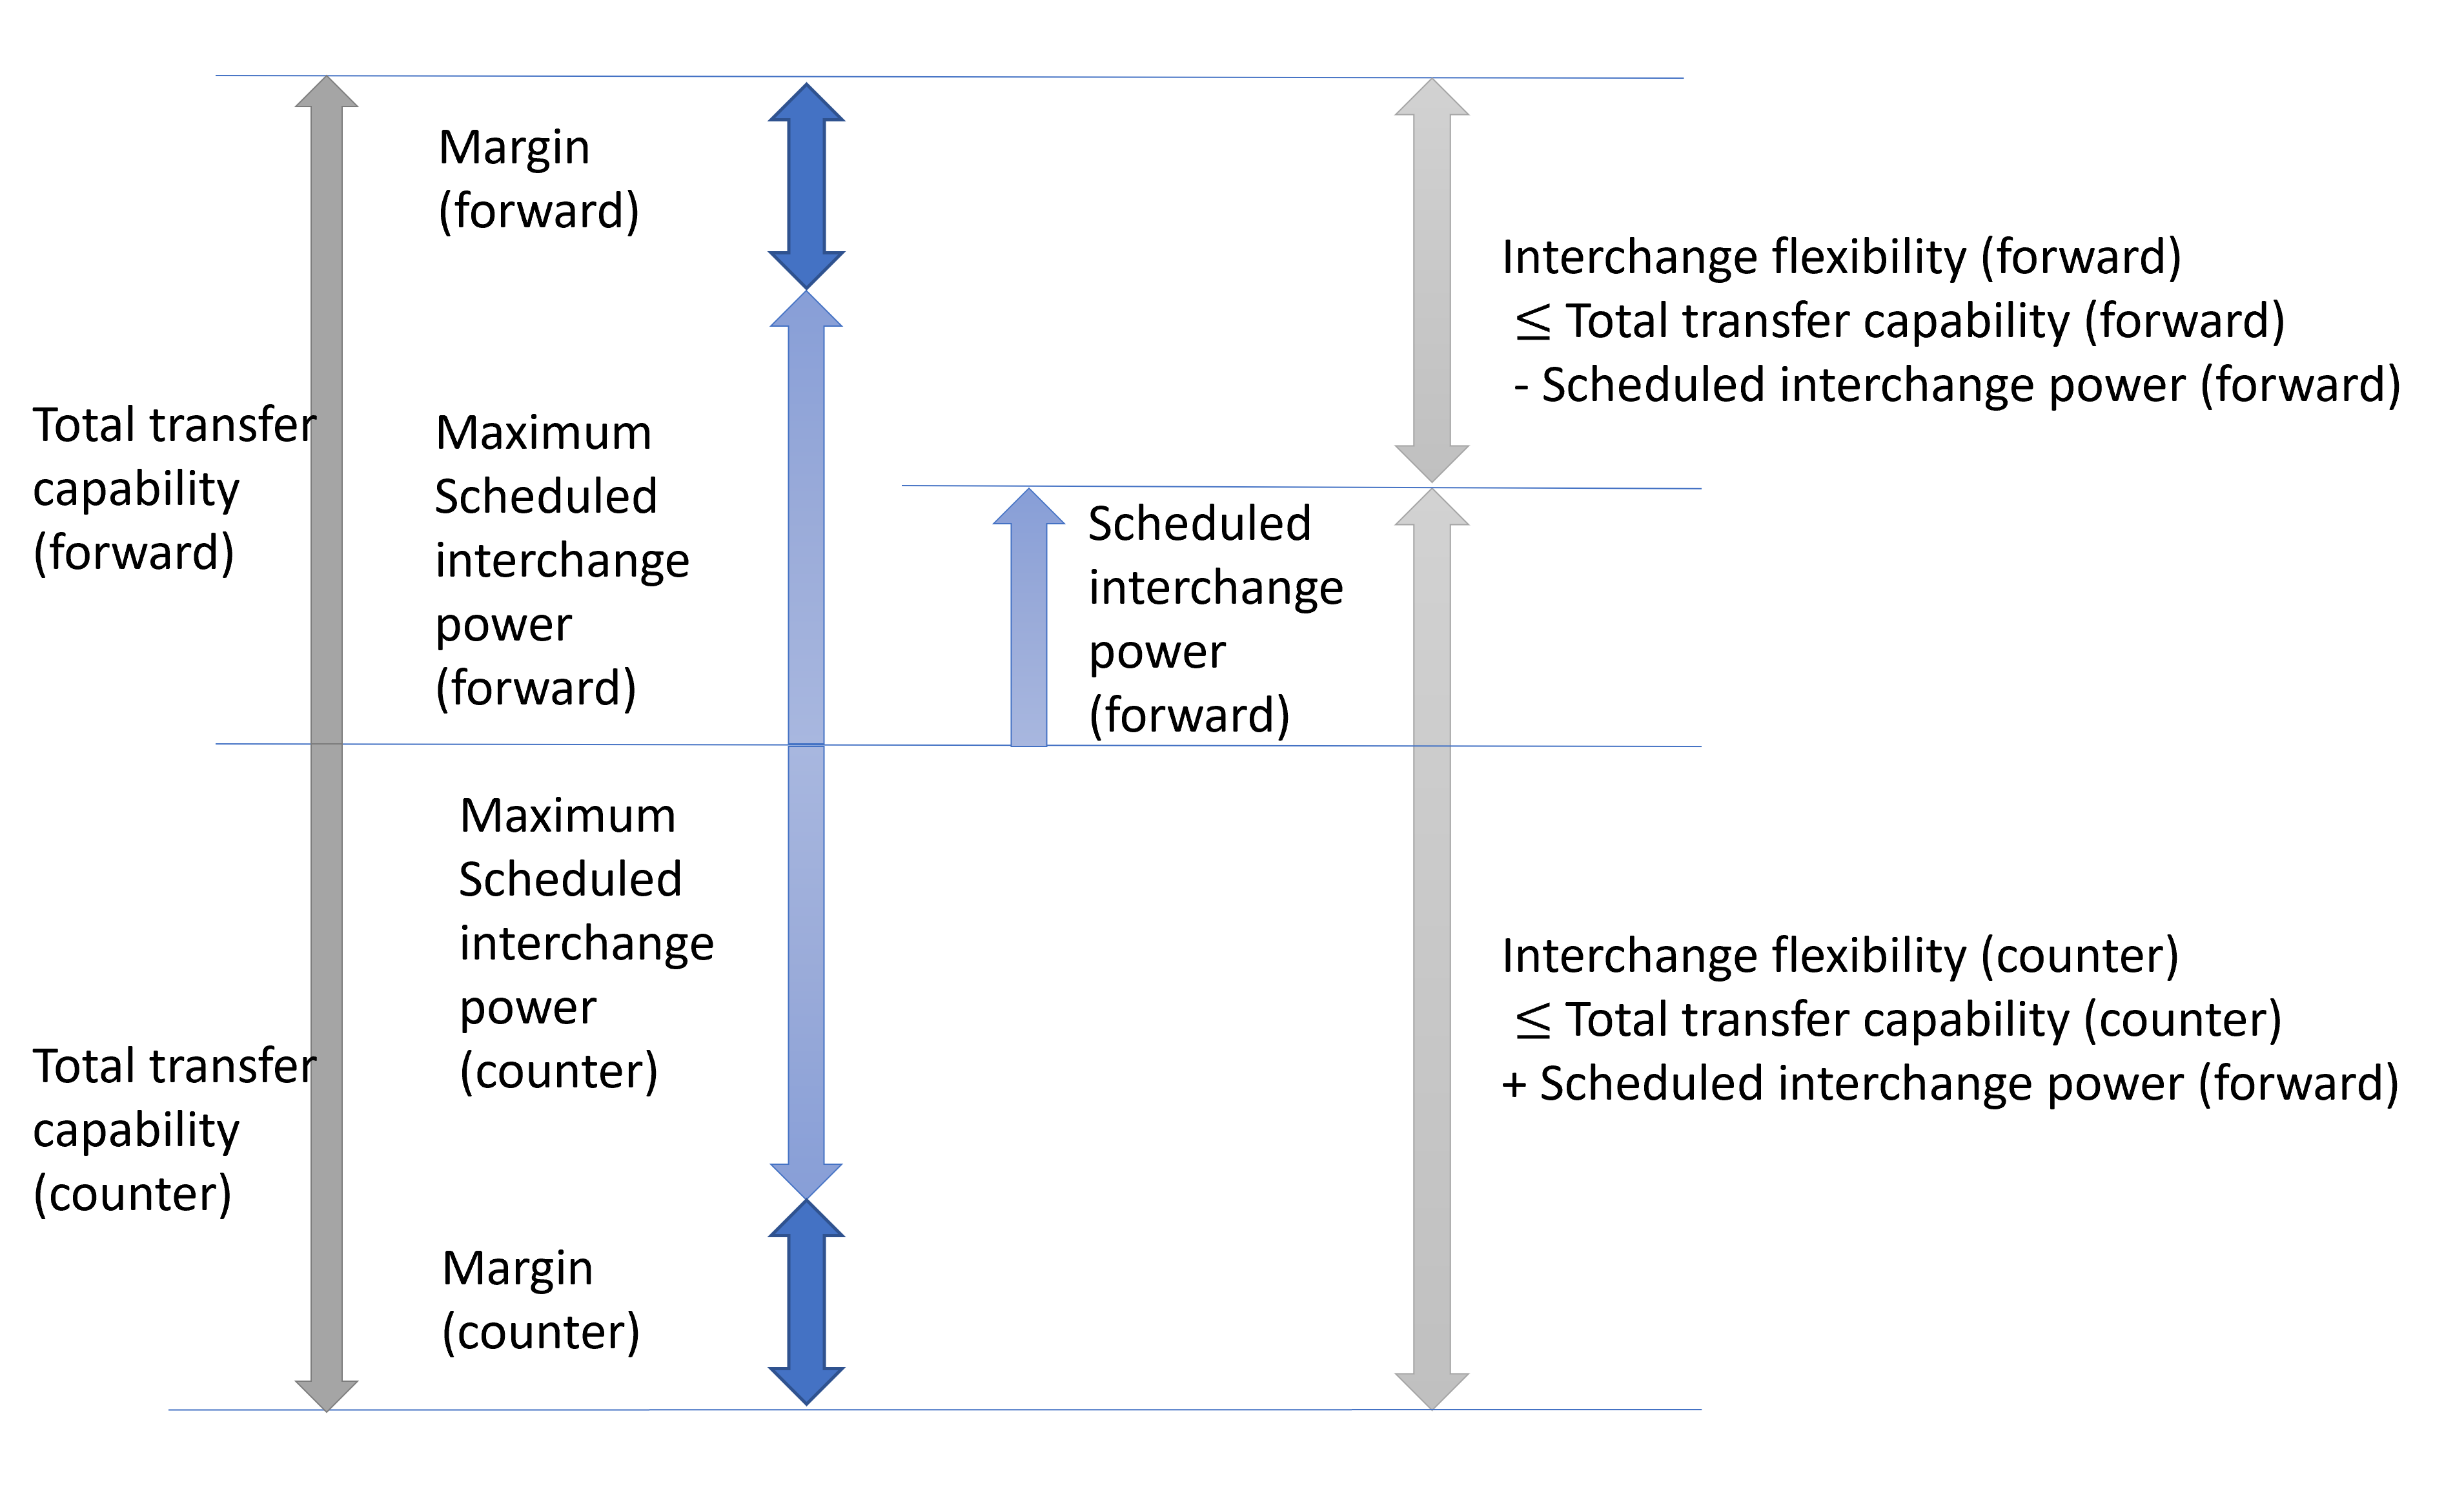 Margin
(forward)
Interchange flexibility (forward)
≤ Total transfer capability (forward)
- Scheduled interchange power (forward)
Total transfer
capability
(forward)
Maximum
Scheduled
interchange
power
(forward)
Scheduled
interchange
power
(forward)
Maximum
Scheduled
interchange
power
(counter)
Interchange flexibility (counter)
≤ Total transfer capability (counter)
+ Scheduled interchange power (forward)
Total transfer
capability
(counter)
Margin
(counter)